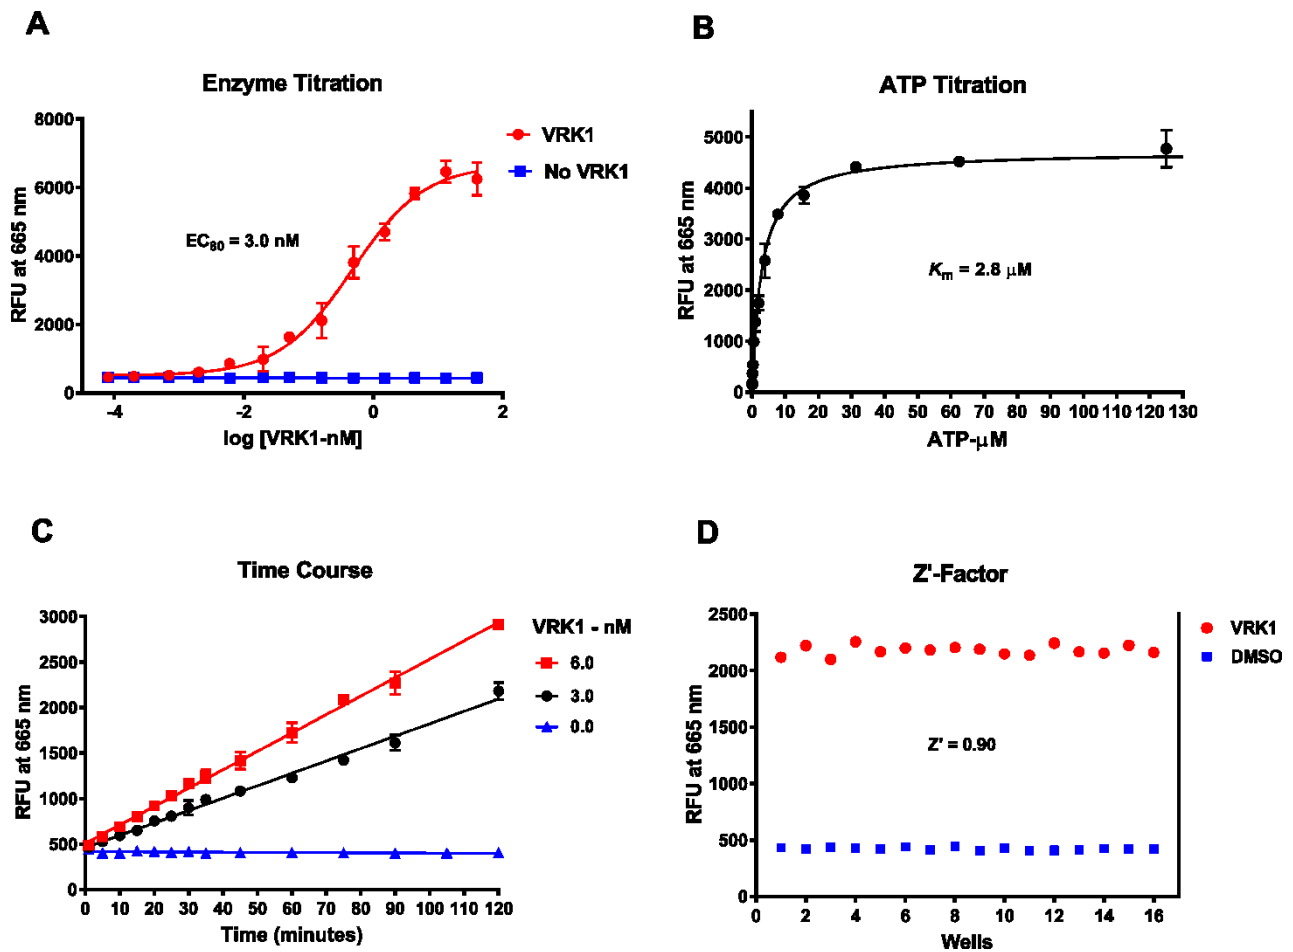 A
Enzyme Titration
RFU at 665 nm
8000
6000
4000
2000
0
EC80 = 3.0 nM
VRK1
No VRK1
-4 -2 0 2
log [VRK1-nM]
B
ATP Titration
RFU at 665 nm
5000
4000
3000
2000
1000
0
Km = 2.8 μM
0 10 20 30 40 50 60 70 80 90 100 110 120 130
ATP-μM
C
Time Course
RFU at 665 nm
3000
2500
2000
1500
1000
500
0
VRK1 - nM
6.0
3.0
0.0
0 10 20 30 40 50 60 70 80 90 100 110 120
Time (minutes)
D
Z'-Factor
RFU at 665 nm
2500
2000
1500
1000
500
0
Z' = 0.90
VRK1
DMSO
0 2 4 6 8 10 12 14 16
Wells